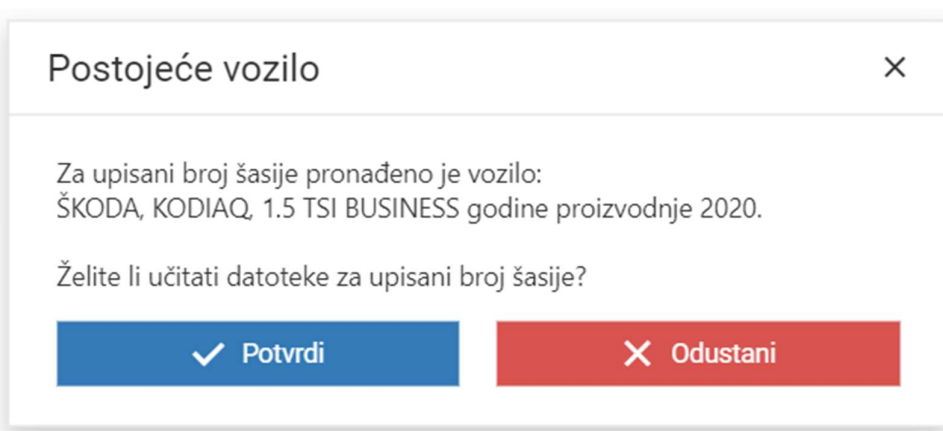 Postojeće vozilo
Za upisani broj šasije pronađeno je vozilo:
ŠKODA, KODIAQ, 1.5 TSI BUSINESS godine proizvodnje 2020.
Želite li učitati datoteke za upisani broj šasije?
Potvrdi
Odustani